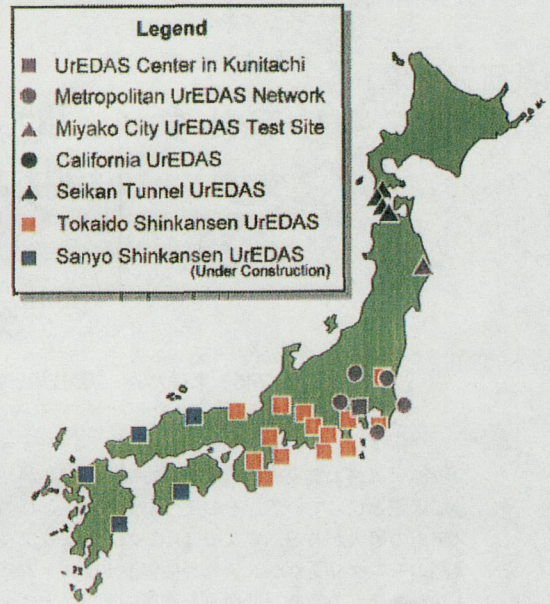 Legend
UrEDAS Center in Kunitachi
Metropolitan UrEDAS Network
Miyako City UrEDAS Test Site
California UrEDAS
Seikan Tunnel UrEDAS
Tokaido Shinkansen UrEDAS
Sanyo Shinkansen UrEDAS
(Under Construction)